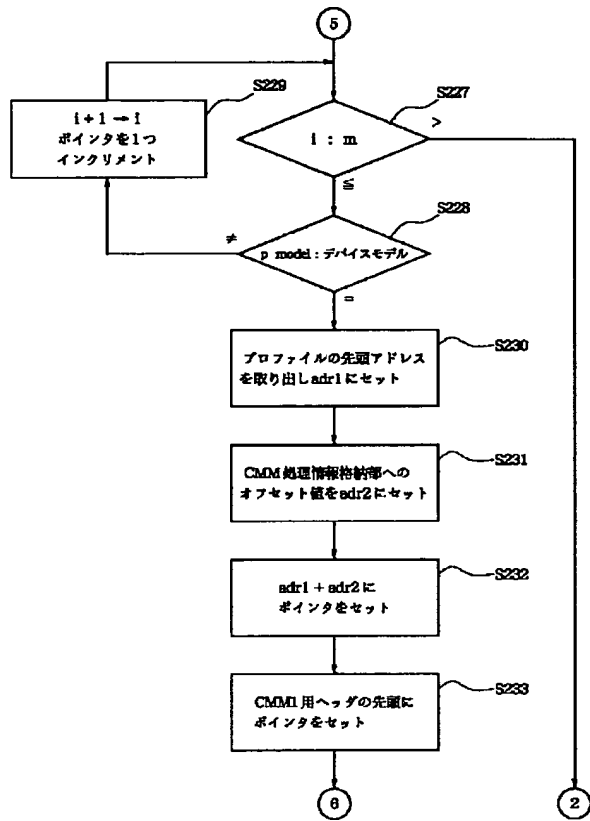 5
S229
i + 1 → i
ポインタを1つ
インクリメント
S227
i : m
>
≦
S228
≠
p model : デバイスモデル
=
S230
プロファイルの先頭アドレス
を取り出しadr1にセット
S231
CMM処理情報格納部への
オフセット値をadr2にセット
S232
adr1 + adr2に
ポインタをセット
S233
CMM1用ヘッダの先頭に
ポインタをセット
6
2